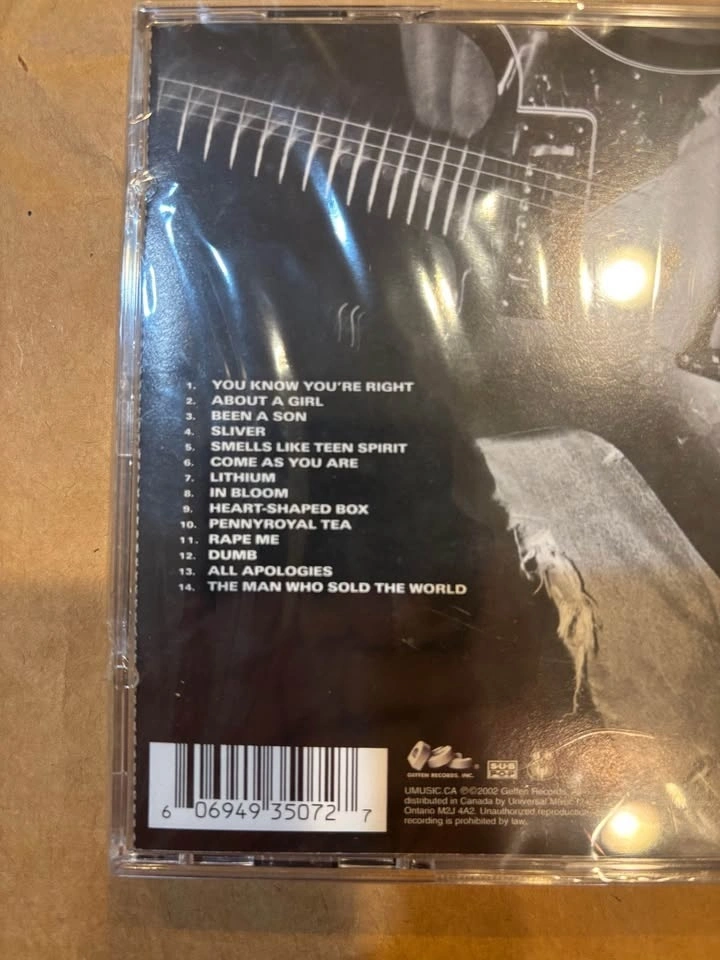 1. YOU KNOW YOU'RE RIGHT
2. ABOUT A GIRL
3. BEEN A SON
4. SLIVER
5. SMELLS LIKE TEEN SPIRIT
6. COME AS YOU ARE
7. LITHIUM
8. IN BLOOM
9. HEART-SHAPED BOX
10. PENNYROYAL TEA
11. RAPE ME
12. DUMB
13. ALL APOLOGIES
14. THE MAN WHO SOLD THE WORLD
6 06949 35072 7
GEFFEN RECORDS, INC.
SUB
POP
UMUSIC.CA ℗©2002 Geffen Records,
distributed in Canada by Universal
Ontario M2J 4A2. Unauthorized reproduction
recording is prohibited by law.